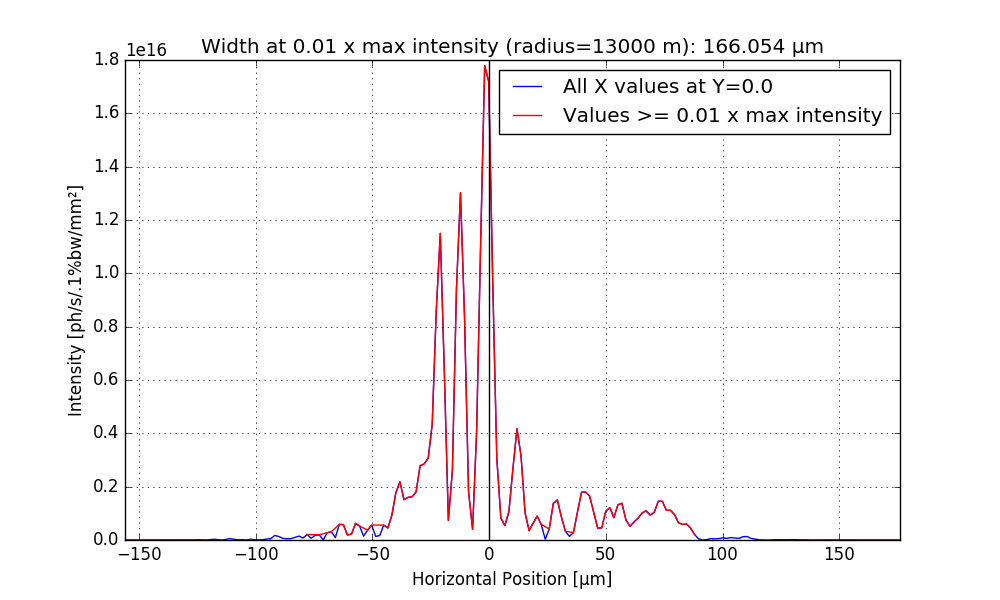 Width at 0.01 x max intensity (radius=13000 m): 166.054 µm
1e16
All X values at Y=0.0
Values >= 0.01 x max intensity
Intensity [ph/s/.1%bw/mm²]
1.8
1.6
1.4
1.2
1.0
0.8
0.6
0.4
0.2
0.0
−150 −100 −50 0 50 100 150
Horizontal Position [µm]